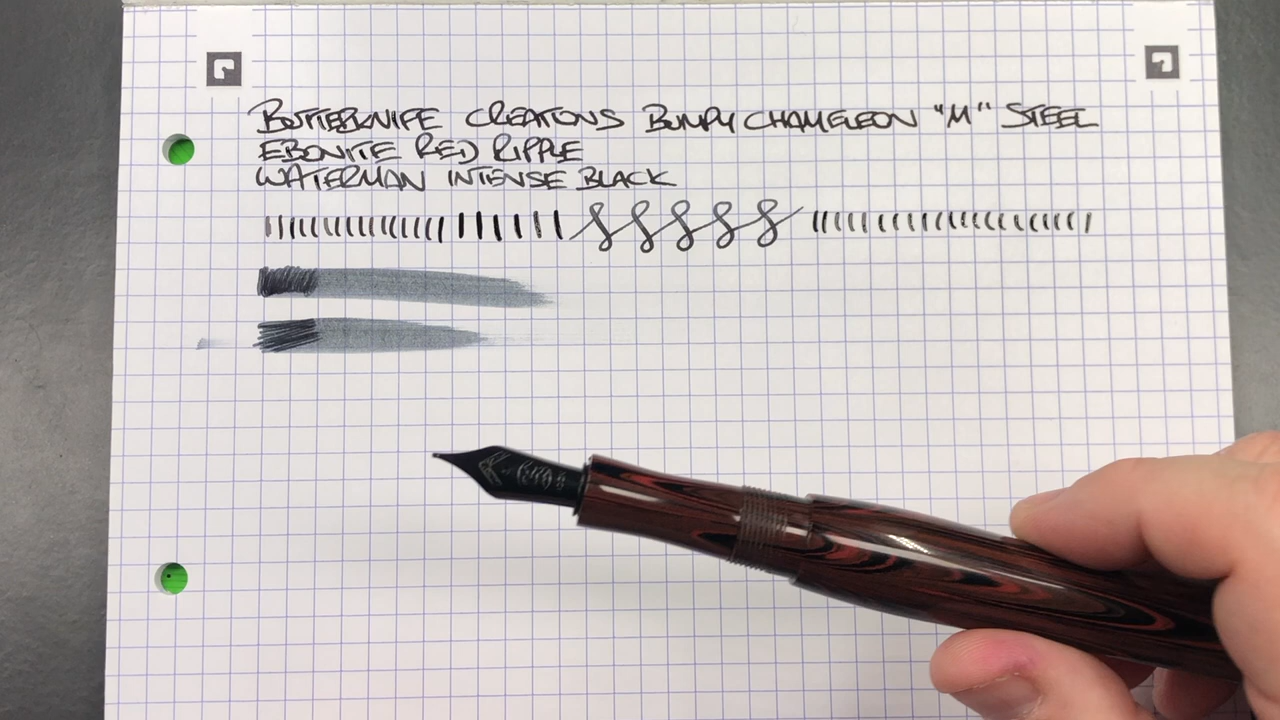 BUTTERKNIFE CREATONS BUMPY CHAMELEON "M" STEEL
EBONITE RED RIPPLE
WATERMAN INTENSE BLACK